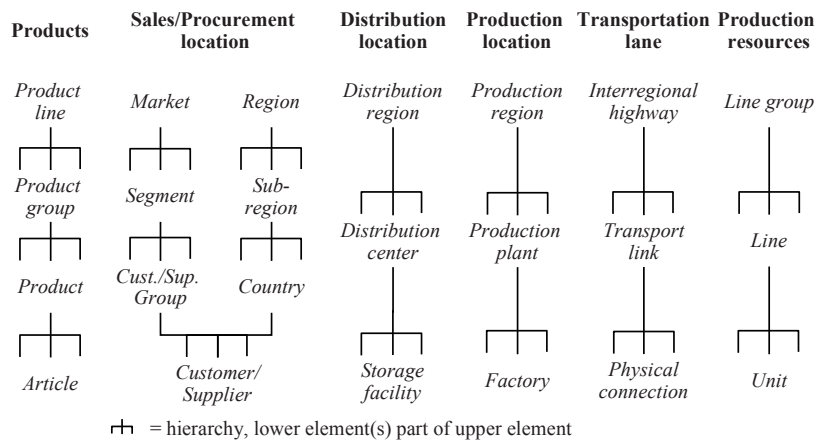 Products
Sales/Procurement
location
Distribution
location
Production
location
Transportation
lane
Production
resources
Product
line
Market
Region
Distribution
region
Production
region
Interregional
highway
Line group
Product
group
Segment
Sub-
region
Distribution
center
Production
plant
Transport
link
Line
Product
Cust./Sup.
Group
Country
Article
Customer/
Supplier
Storage
facility
Factory
Physical
connection
Unit
= hierarchy, lower element(s) part of upper element